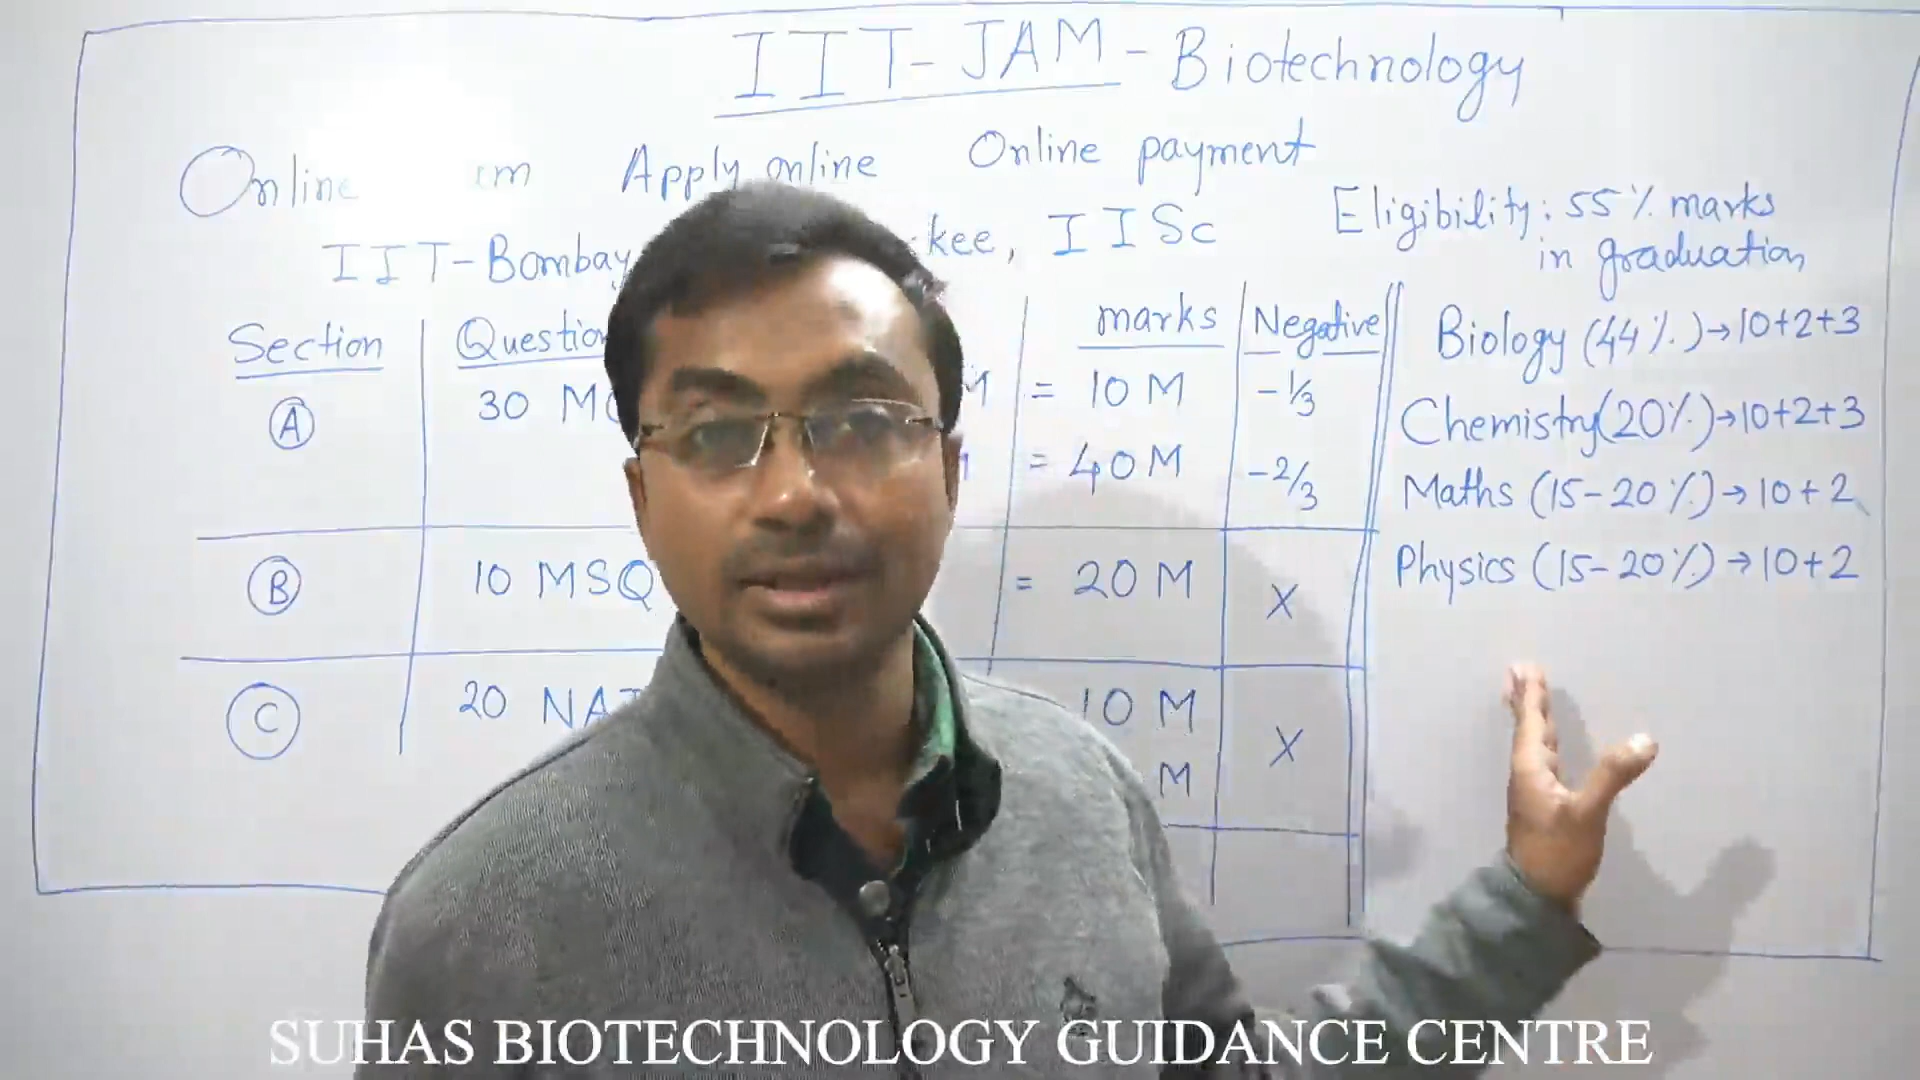 IIT-JAM - Biotechnology
Online Apply online Online payment
IIT-Bombay IISc Eligibility: 55% marks
in graduation
Section marks Negative Biology (44%.)→10+2+3
A 30 = 10 M -1/3
Chemistry(20%.)→10+2+3
= 40 M -2/3 Maths (15-20%)→10+2
B 10 MSQ = 20 M X Physics (15-20%)→10+2
C 20 10 M X
M
SUHAS BIOTECHNOLOGY GUIDANCE CENTRE